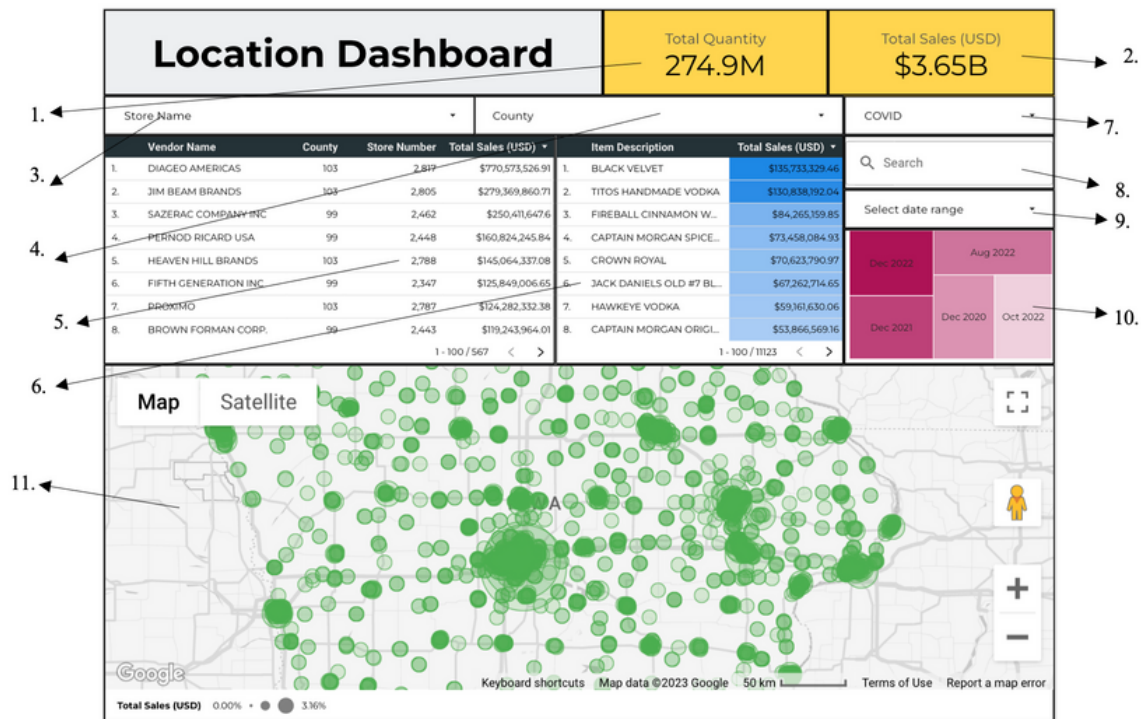 Location Dashboard
Total Quantity
274.9M
Total Sales (USD)
$3.65B
1.
2.
Store Name
County
COVID
7.
3.
Vendor Name County Store Number Total Sales (USD)
1. DIAGEO AMERICAS 103 2,817 $770,573,526.91
2. JIM BEAM BRANDS 103 2,805 $279,369,860.71
3. SAZERAC COMPANY INC 99 2,462 $250,411,647.6
4. PERNOD RICARD USA 99 2,448 $160,824,245.84
5. HEAVEN HILL BRANDS 103 2,788 $145,064,337.08
6. FIFTH GENERATION INC 99 2,347 $125,849,006.65
7. PROXIMO 103 2,787 $124,282,332.38
8. BROWN FORMAN CORP. 99 2,443 $119,243,964.01
1 - 100 / 567 < >
Item Description Total Sales (USD)
1. BLACK VELVET $135,733,329.46
2. TITOS HANDMADE VODKA $130,838,192.04
3. FIREBALL CINNAMON W... $84,265,159.85
4. CAPTAIN MORGAN SPICE... $73,458,084.93
5. CROWN ROYAL $70,623,790.97
6. JACK DANIELS OLD #7 BL... $67,262,714.65
7. HAWKEYE VODKA $59,161,630.06
8. CAPTAIN MORGAN ORIGI... $53,866,569.16
1 - 100 / 11123 < >
Search
8.
Select date range
9.
Dec 2022
Aug 2022
Dec 2021
Dec 2020
Oct 2022
10.
4.
5.
6.
Map Satellite
11.
A
Google
Keyboard shortcuts Map data ©2023 Google 50 km Terms of Use Report a map error
Total Sales (USD) 0.00% 3.16%